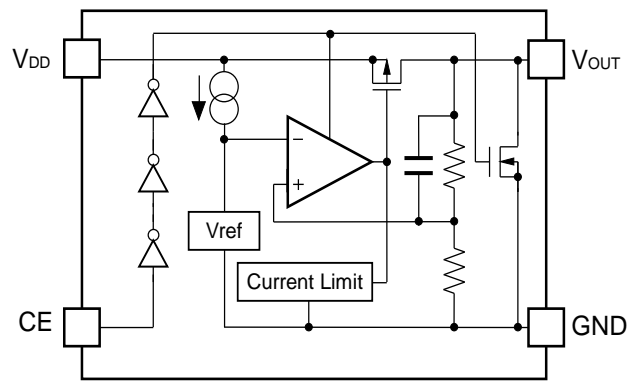 VDD
VOUT
−
+
Vref
Current Limit
CE
GND